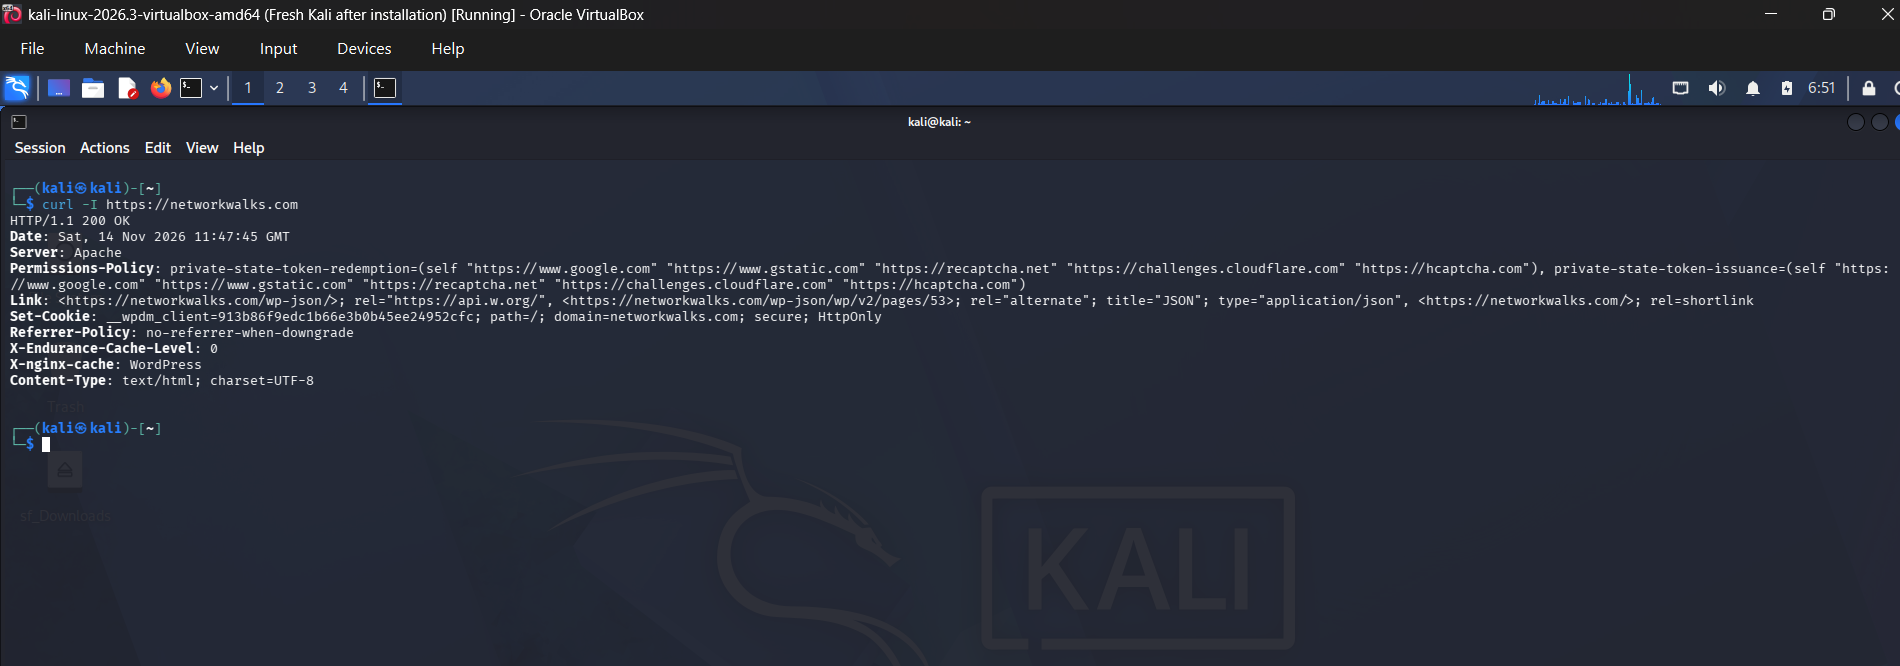 kali-linux-2026.3-virtualbox-amd64 (Fresh Kali after installation) [Running] - Oracle VirtualBox
File Machine View Input Devices Help
1 2 3 4 6:51
kali@kali: ~
Session Actions Edit View Help
┌──(kali㉿kali)-[~]
└─$ curl -I https://networkwalks.com
HTTP/1.1 200 OK
Date: Sat, 14 Nov 2026 11:47:45 GMT
Server: Apache
Permissions-Policy: private-state-token-redemption=(self "https://www.google.com" "https://www.gstatic.com" "https://recaptcha.net" "https://challenges.cloudflare.com" "https://hcaptcha.com"), private-state-token-issuance=(self "https:
//www.google.com" "https://www.gstatic.com" "https://recaptcha.net" "https://challenges.cloudflare.com" "https://hcaptcha.com")
Link: <https://networkwalks.com/wp-json/>; rel="https://api.w.org/", <https://networkwalks.com/wp-json/wp/v2/pages/53>; rel="alternate"; title="JSON"; type="application/json", <https://networkwalks.com/>; rel=shortlink
Set-Cookie: __wpdm_client=913b86f9edc1b66e3b0b45ee24952cfc; path=/; domain=networkwalks.com; secure; HttpOnly
Referrer-Policy: no-referrer-when-downgrade
X-Endurance-Cache-Level: 0
X-nginx-cache: WordPress
Content-Type: text/html; charset=UTF-8
Trash
┌──(kali㉿kali)-[~]
└─$
sf_Downloads
KALI